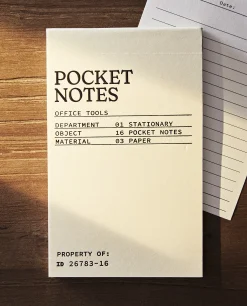 Date:
POCKET
NOTES
OFFICE TOOLS
DEPARTMENT 01 STATIONARY
OBJECT 16 POCKET NOTES
MATERIAL 03 PAPER
PROPERTY OF:
ID 26783-16